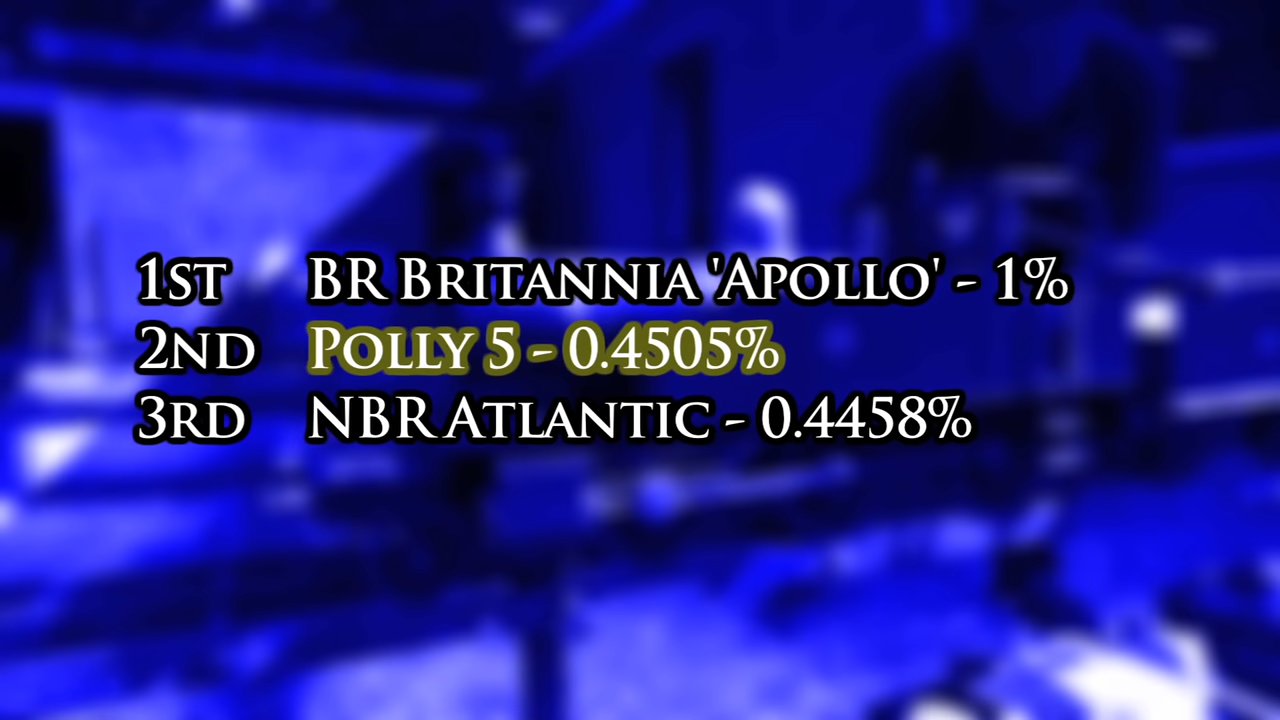 1st BR Britannia 'Apollo' - 1%
2nd Polly 5 - 0.4505%
3rd NBR Atlantic - 0.4458%